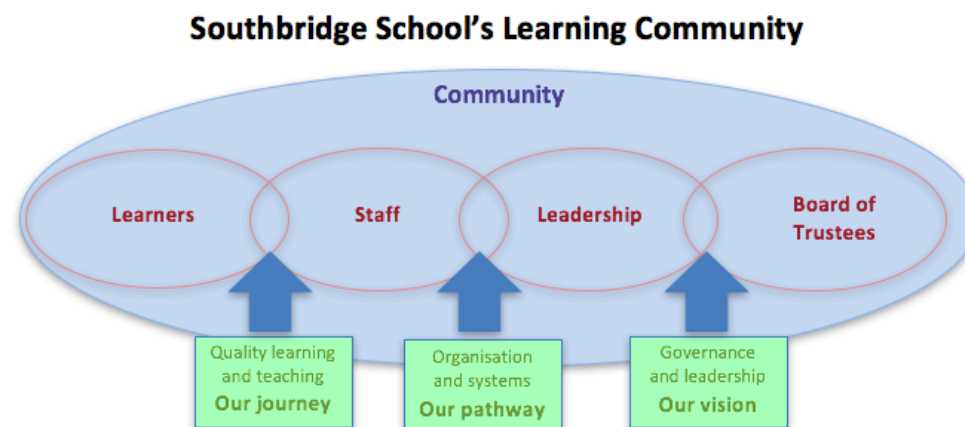 Southbridge School's Learning Community
Community
Learners
Staff
Leadership
Board of
Trustees
Quality learning
and teaching
Our journey
Organisation
and systems
Our pathway
Governance
and leadership
Our vision